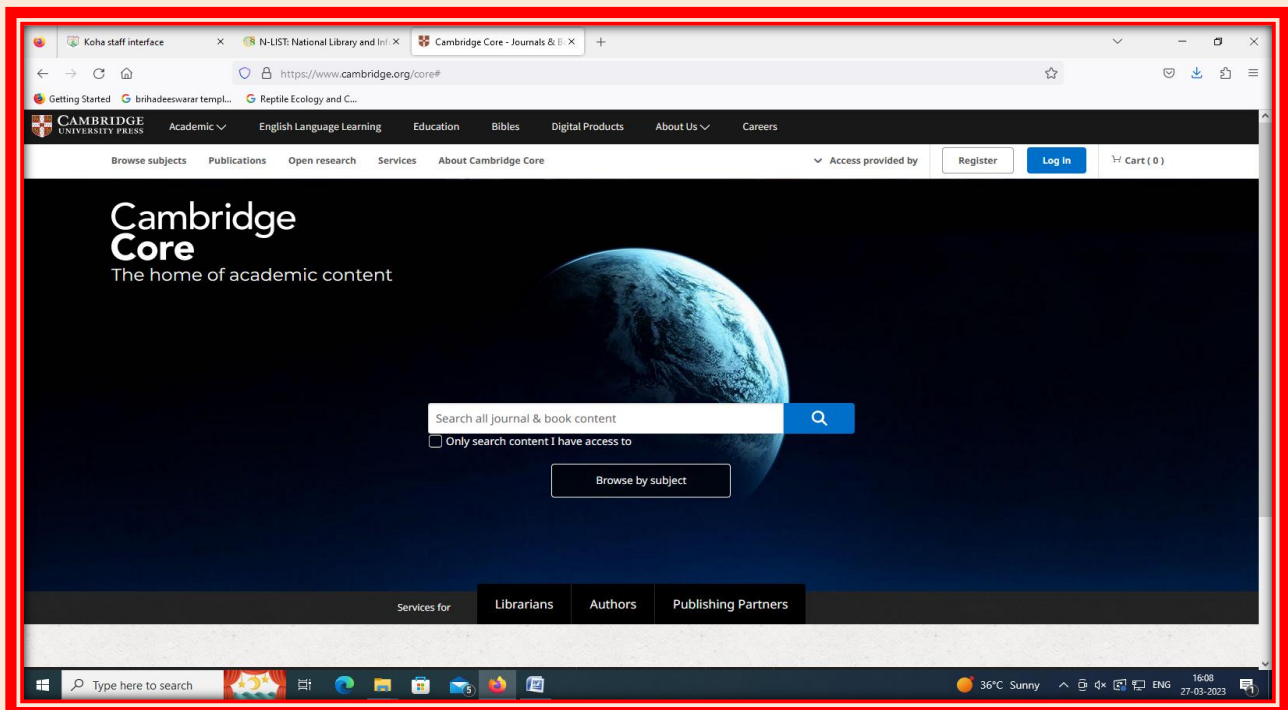 Koha staff interface
N-LIST: National Library and Inf
Cambridge Core - Journals & B
https://www.cambridge.org/core#
Getting Started brihadeeswarar templ... Reptile Ecology and C...
CAMBRIDGE
UNIVERSITY PRESS
Academic English Language Learning Education Bibles Digital Products About Us Careers
Browse subjects Publications Open research Services About Cambridge Core Access provided by Register Log in Cart ( 0 )
Cambridge
Core
The home of academic content
Search all journal & book content
Only search content I have access to
Browse by subject
Services for Librarians Authors Publishing Partners
Type here to search
5
36°C Sunny
ENG
16:08
27-03-2023
1